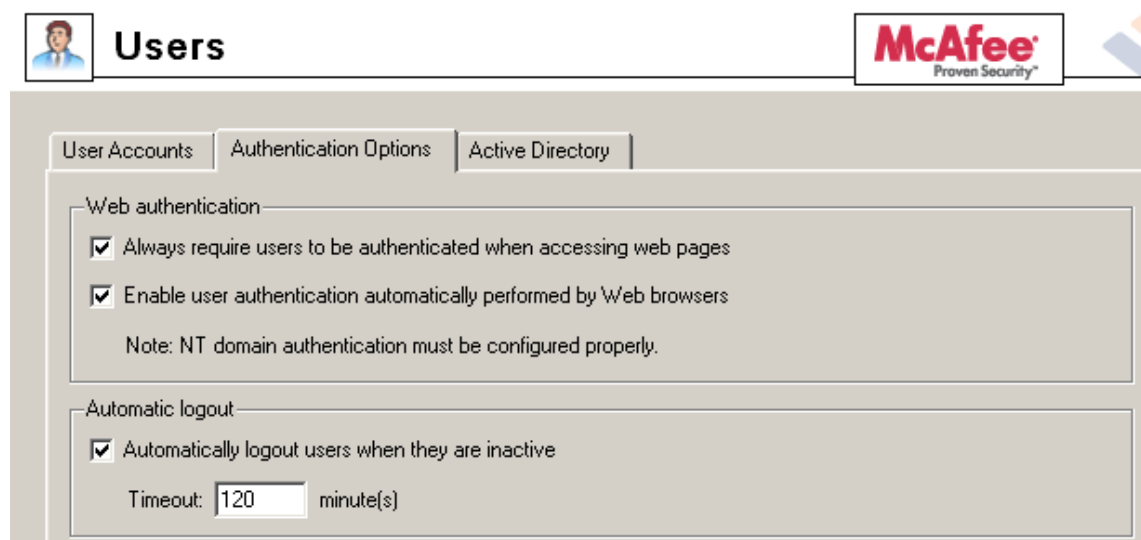 Users
McAfee
Proven Security™
User Accounts
Authentication Options
Active Directory
Web authentication
Always require users to be authenticated when accessing web pages
Enable user authentication automatically performed by Web browsers
Note: NT domain authentication must be configured properly.
Automatic logout
Automatically logout users when they are inactive
Timeout: 120 minute(s)